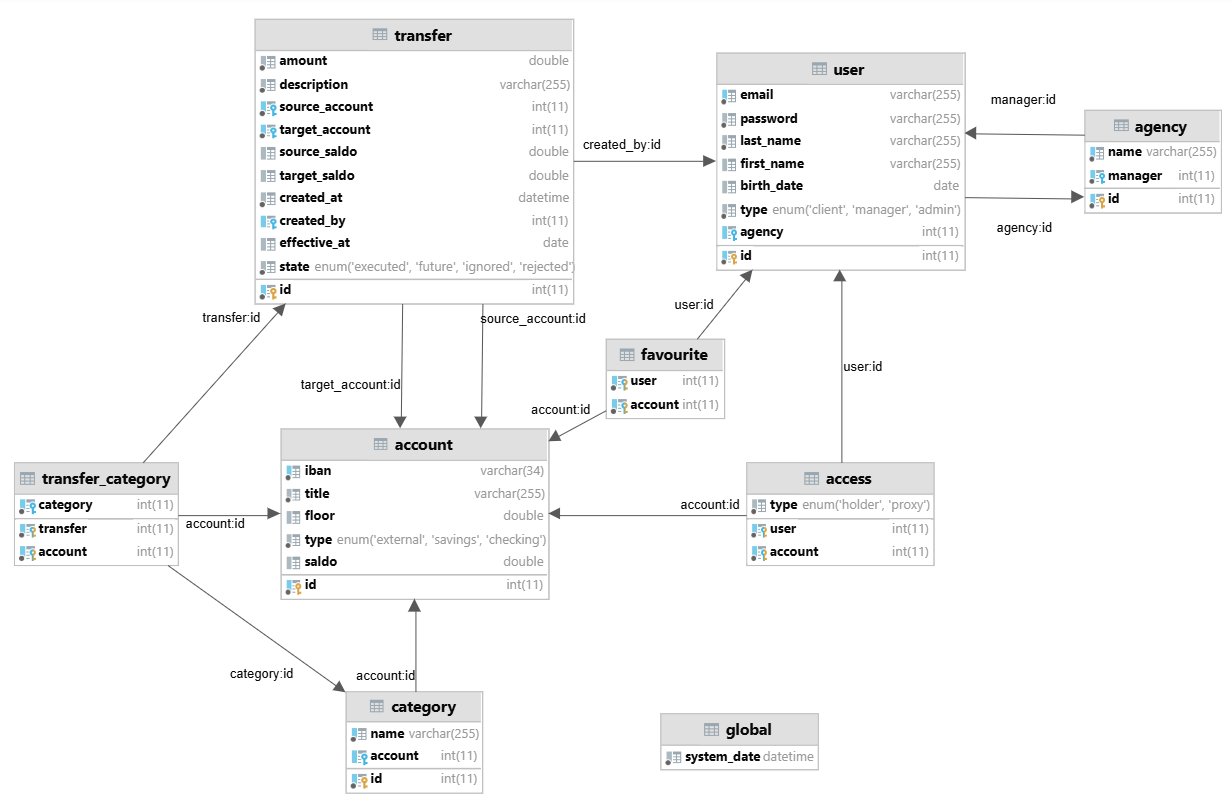 transfer
amount double
description varchar(255)
source_account int(11)
target_account int(11)
source_saldo double
target_saldo double
created_at datetime
created_by int(11)
effective_at date
state enum('executed', 'future', 'ignored', 'rejected')
id int(11)
created_by:id
user
email varchar(255)
password varchar(255)
last_name varchar(255)
first_name varchar(255)
birth_date date
type enum('client', 'manager', 'admin')
agency int(11)
id int(11)
manager:id
agency
name varchar(255)
manager int(11)
id int(11)
agency:id
transfer:id
source_account:id
target_account:id
user:id
favourite
user int(11)
account int(11)
account:id
user:id
account
iban varchar(34)
title varchar(255)
floor double
type enum('external', 'savings', 'checking')
saldo double
id int(11)
transfer_category
category int(11)
transfer int(11)
account int(11)
account:id
account:id
access
type enum('holder', 'proxy')
user int(11)
account int(11)
category:id
account:id
category
name varchar(255)
account int(11)
id int(11)
global
system_date datetime